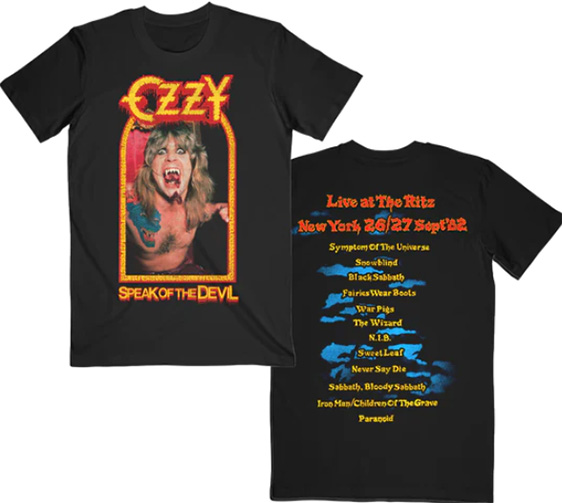 Ozzy
SPEAK OF THE DEVIL
Live at The Ritz
New York 26/27 Sept '82
Symptom Of The Universe
Snowblind
Black Sabbath
Fairies Wear Boots
War Pigs
The Wizard
N.I.B.
Sweet Leaf
Never Say Die
Sabbath, Bloody Sabbath
Iron Man/Children Of The Grave
Paranoid